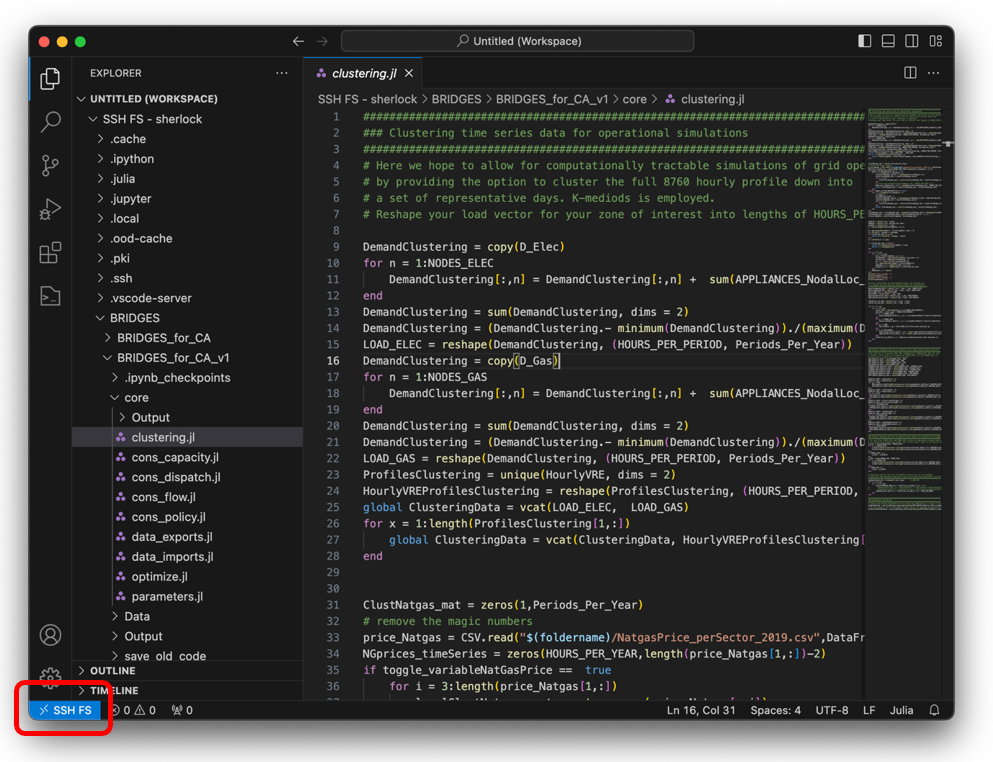 Untitled (Workspace)
EXPLORER
UNTITLED (WORKSPACE)
SSH FS - sherlock
.cache
.ipython
.julia
.jupyter
.local
.ood-cache
.pki
.ssh
.vscode-server
BRIDGES
BRIDGES_for_CA
BRIDGES_for_CA_v1
.ipynb_checkpoints
core
Output
clustering.jl
cons_capacity.jl
cons_dispatch.jl
cons_flow.jl
cons_policy.jl
data_exports.jl
data_imports.jl
optimize.jl
parameters.jl
Data
Output
save_old_code
OUTLINE
TIMELINE
clustering.jl
SSH FS - sherlock > BRIDGES > BRIDGES_for_CA_v1 > core > clustering.jl
1 ################################################################################
2 ### Clustering time series data for operational simulations
3 ################################################################################
4 # Here we hope to allow for computationally tractable simulations of grid ope
5 # by providing the option to cluster the full 8760 hourly profile down into
6 # a set of representative days. K-mediods is employed.
7 # Reshape your load vector for your zone of interest into lengths of HOURS_PE
8
9 DemandClustering = copy(D_Elec)
10 for n = 1:NODES_ELEC
11 DemandClustering[:,n] = DemandClustering[:,n] + sum(APPLIANCES_NodalLoc_
12 end
13 DemandClustering = sum(DemandClustering, dims = 2)
14 DemandClustering = (DemandClustering.- minimum(DemandClustering))./(maximum(D
15 LOAD_ELEC = reshape(DemandClustering, (HOURS_PER_PERIOD, Periods_Per_Year))
16 DemandClustering = copy(D_Gas)
17 for n = 1:NODES_GAS
18 DemandClustering[:,n] = DemandClustering[:,n] + sum(APPLIANCES_NodalLoc_
19 end
20 DemandClustering = sum(DemandClustering, dims = 2)
21 DemandClustering = (DemandClustering.- minimum(DemandClustering))./(maximum(D
22 LOAD_GAS = reshape(DemandClustering, (HOURS_PER_PERIOD, Periods_Per_Year))
23 ProfilesClustering = unique(HourlyVRE, dims = 2)
24 HourlyVREProfilesClustering = reshape(ProfilesClustering, (HOURS_PER_PERIOD,
25 global ClusteringData = vcat(LOAD_ELEC, LOAD_GAS)
26 for x = 1:length(ProfilesClustering[1,:])
27 global ClusteringData = vcat(ClusteringData, HourlyVREProfilesClustering[
28 end
29
30
31 ClustNatgas_mat = zeros(1,Periods_Per_Year)
32 # remove the magic numbers
33 price_Natgas = CSV.read("$(foldername)/NatgasPrice_perSector_2019.csv",DataFr
34 NGprices_timeSeries = zeros(HOURS_PER_YEAR,length(price_Natgas[1,:])-2)
35 if toggle_variableNatGasPrice == true
36 for i = 3:length(price_Natgas[1,:])
SSH FS 0 0 0 Ln 16, Col 31 Spaces: 4 UTF-8 LF Julia